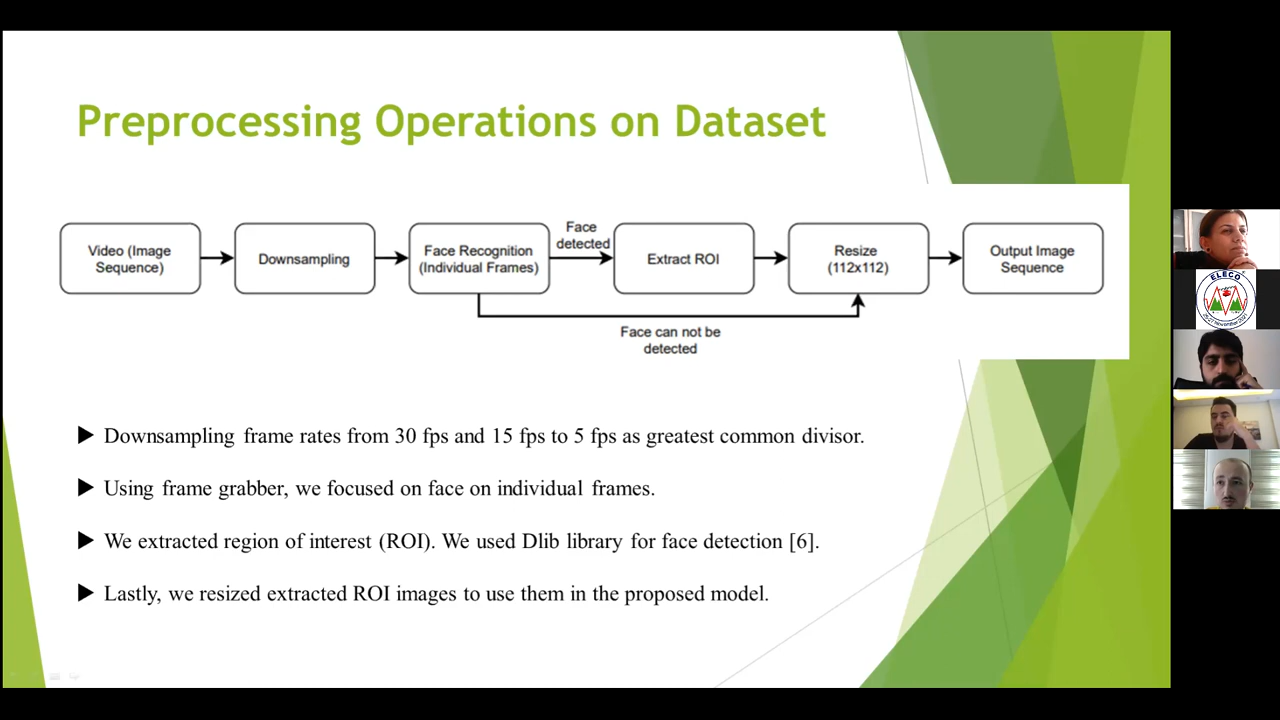 Preprocessing Operations on Dataset
Video (Image
Sequence)
Downsampling
Face Recognition
(Individual Frames)
Face
detected
Extract ROI
Resize
(112x112)
Output Image
Sequence
Face can not be
detected
Downsampling frame rates from 30 fps and 15 fps to 5 fps as greatest common divisor.
Using frame grabber, we focused on face on individual frames.
We extracted region of interest (ROI). We used Dlib library for face detection [6].
Lastly, we resized extracted ROI images to use them in the proposed model.
ELECO